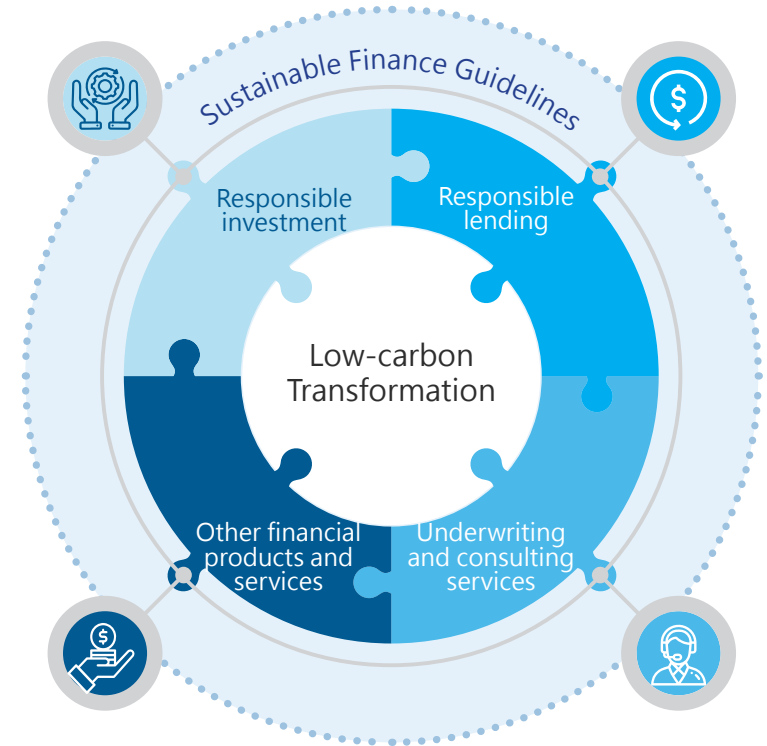 Sustainable Finance Guidelines
$
Responsible
investment
Responsible
lending
Low-carbon
Transformation
Other financial
products and
services
Underwriting
and consulting
services
$